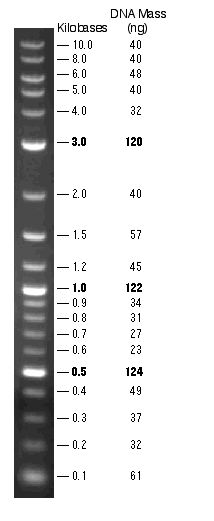 DNA Mass
Kilobases (ng)
— 10.0 40
— 8.0 40
— 6.0 48
— 5.0 40
— 4.0 32
— 3.0 120
— 2.0 40
— 1.5 57
— 1.2 45
— 1.0 122
— 0.9 34
— 0.8 31
— 0.7 27
— 0.6 23
— 0.5 124
— 0.4 49
— 0.3 37
— 0.2 32
— 0.1 61